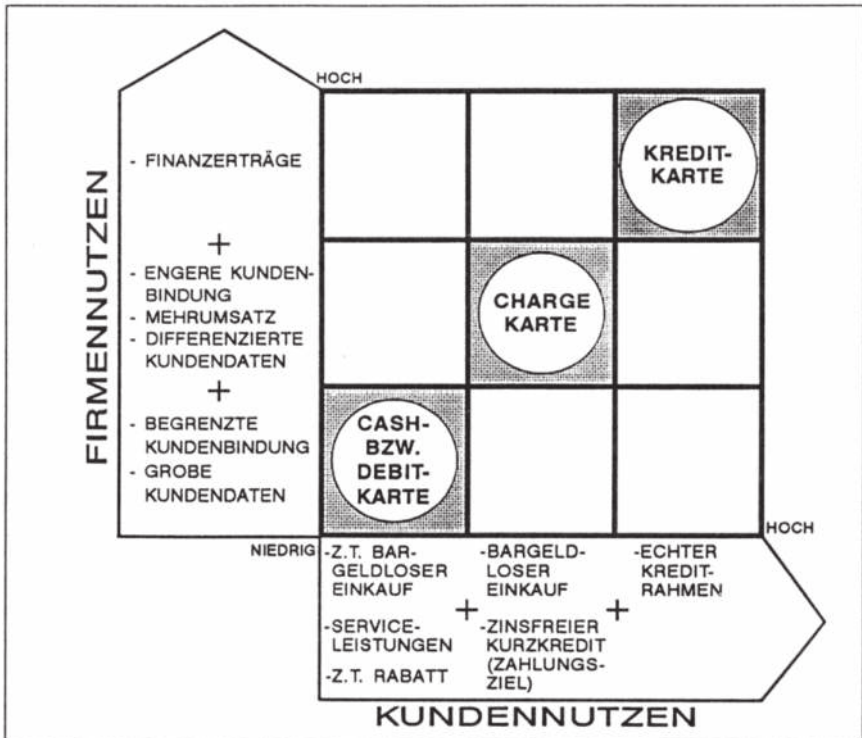 HOCH
- FINANZERTRÄGE
+
- ENGERE KUNDEN-
BINDUNG
- MEHRUMSATZ
- DIFFERENZIERTE
KUNDENDATEN
+
- BEGRENZTE
KUNDENBINDUNG
- GROBE
KUNDENDATEN
FIRMENNUTZEN
KREDIT-
KARTE
CHARGE
KARTE
CASH-
BZW.
DEBIT-
KARTE
HOCH
NIEDRIG
-Z.T. BAR-
GELDLOSER
EINKAUF
-SERVICE-
LEISTUNGEN
-Z.T. RABATT
+
-BARGELD-
LOSER
EINKAUF
-ZINSFREIER
KURZKREDIT
(ZAHLUNGS-
ZIEL)
+
-ECHTER
KREDIT-
RAHMEN
KUNDENNUTZEN